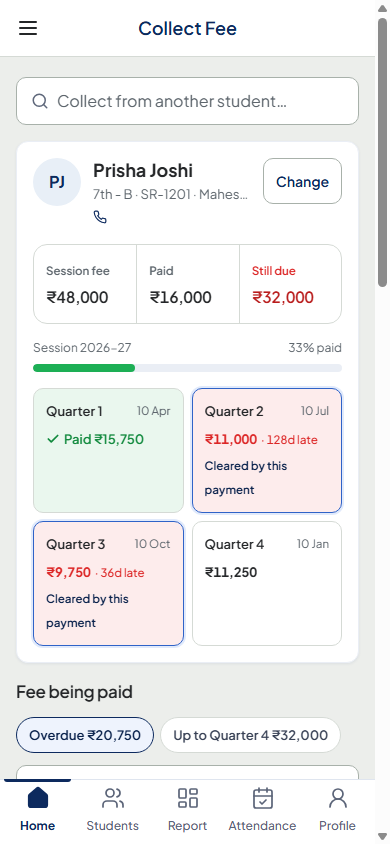 Collect Fee
Collect from another student...
PJ
Prisha Joshi
7th - B · SR-1201 · Mahes...
Change
Session fee
₹48,000
Paid
₹16,000
Still due
₹32,000
Session 2026–27
33% paid
Quarter 1
10 Apr
Paid ₹15,750
Quarter 2
10 Jul
₹11,000 · 128d late
Cleared by this
payment
Quarter 3
10 Oct
₹9,750 · 36d late
Cleared by this
payment
Quarter 4
10 Jan
₹11,250
Fee being paid
Overdue ₹20,750
Up to Quarter 4 ₹32,000
Home
Students
Report
Attendance
Profile